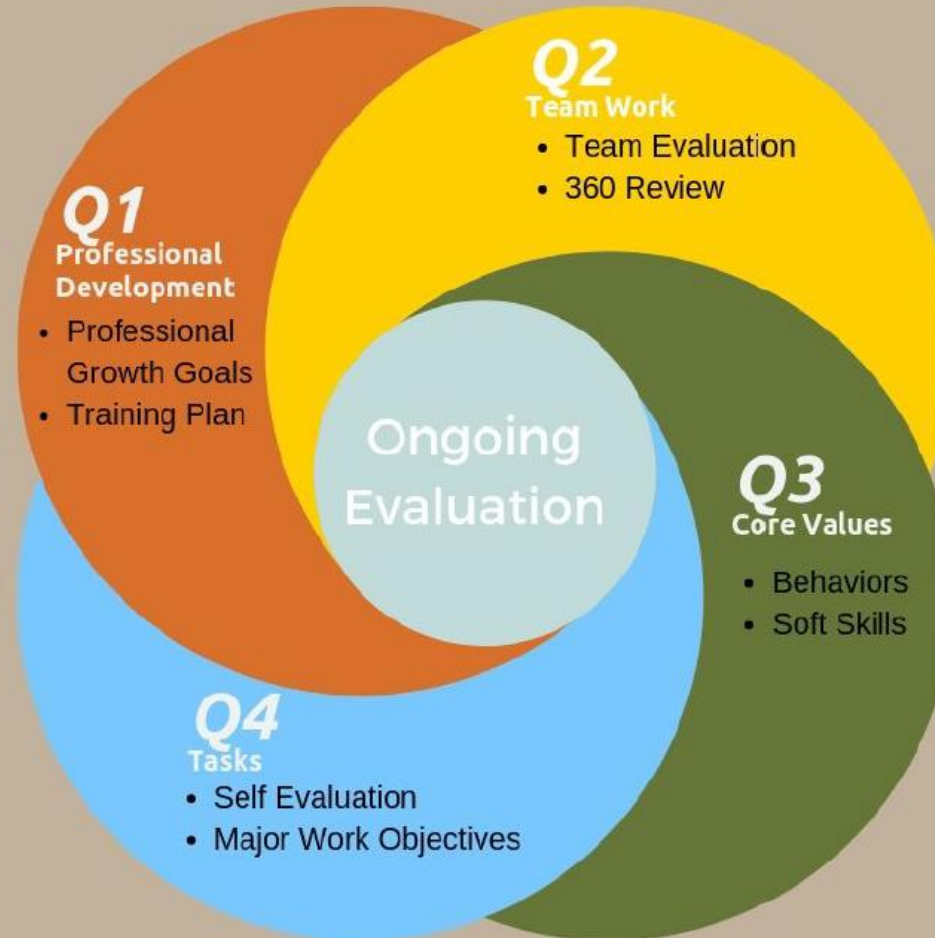 Q1
Professional
Development
• Professional
Growth Goals
• Training Plan
Q2
Team Work
• Team Evaluation
• 360 Review
Ongoing
Evaluation
Q3
Core Values
• Behaviors
• Soft Skills
Q4
Tasks
• Self Evaluation
• Major Work Objectives